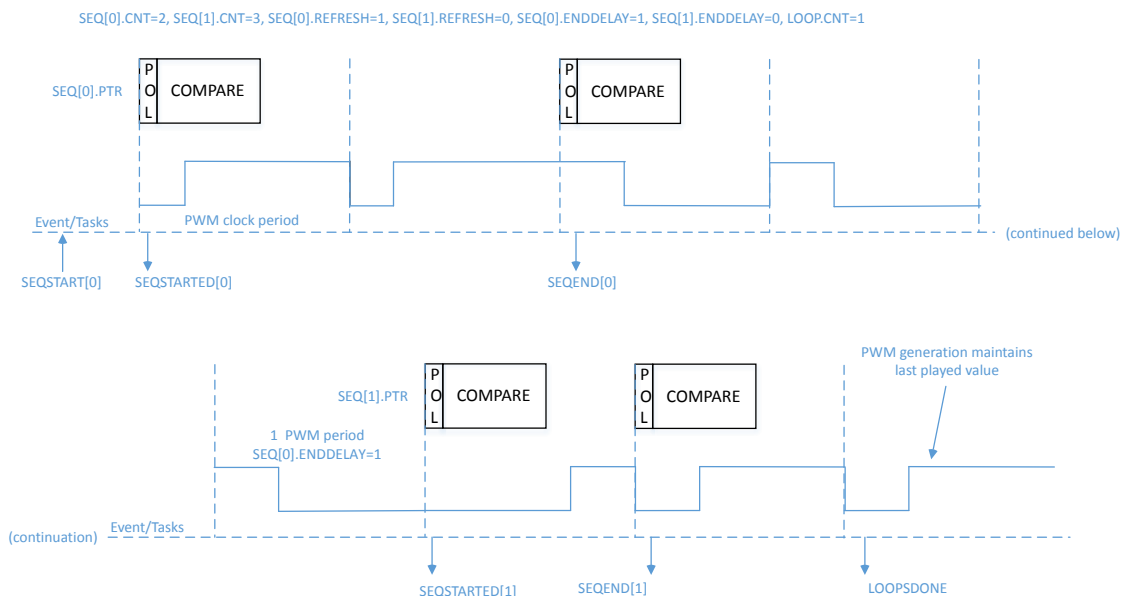 SEQ[0].CNT=2, SEQ[1].CNT=3, SEQ[0].REFRESH=1, SEQ[1].REFRESH=0, SEQ[0].ENDDELAY=1, SEQ[1].ENDDELAY=0, LOOP.CNT=1
SEQ[0].PTR
P
O
L
COMPARE
P
O
L
COMPARE
Event/Tasks
PWM clock period
(continued below)
SEQSTART[0]
SEQSTARTED[0]
SEQEND[0]
PWM generation maintains
last played value
SEQ[1].PTR
P
O
L
COMPARE
P
O
L
COMPARE
1 PWM period
SEQ[0].ENDDELAY=1
(continuation)
Event/Tasks
SEQSTARTED[1]
SEQEND[1]
LOOPSDONE